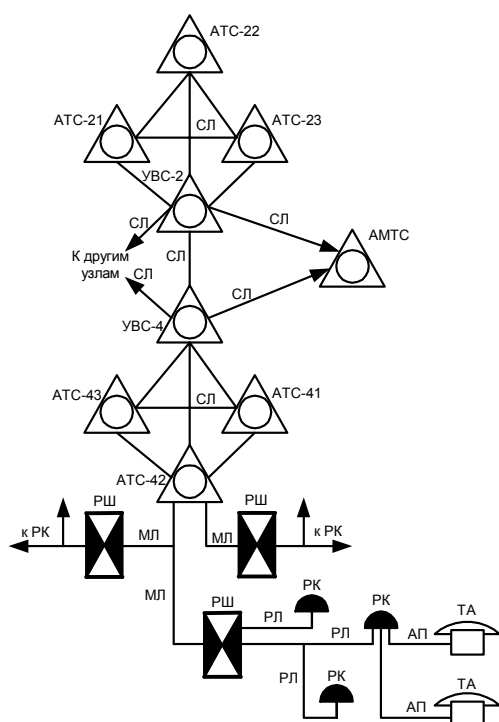 АТС-22
АТС-21
АТС-23
СЛ
УВС-2
СЛ
СЛ
АМТС
К другим
узлам
СЛ
СЛ
СЛ
УВС-4
АТС-43
СЛ
АТС-41
АТС-42
РШ
РШ
к РК
МЛ
МЛ
к РК
МЛ
РШ
РК
РЛ
РЛ
РК
АП
ТА
РЛ
РК
АП
ТА